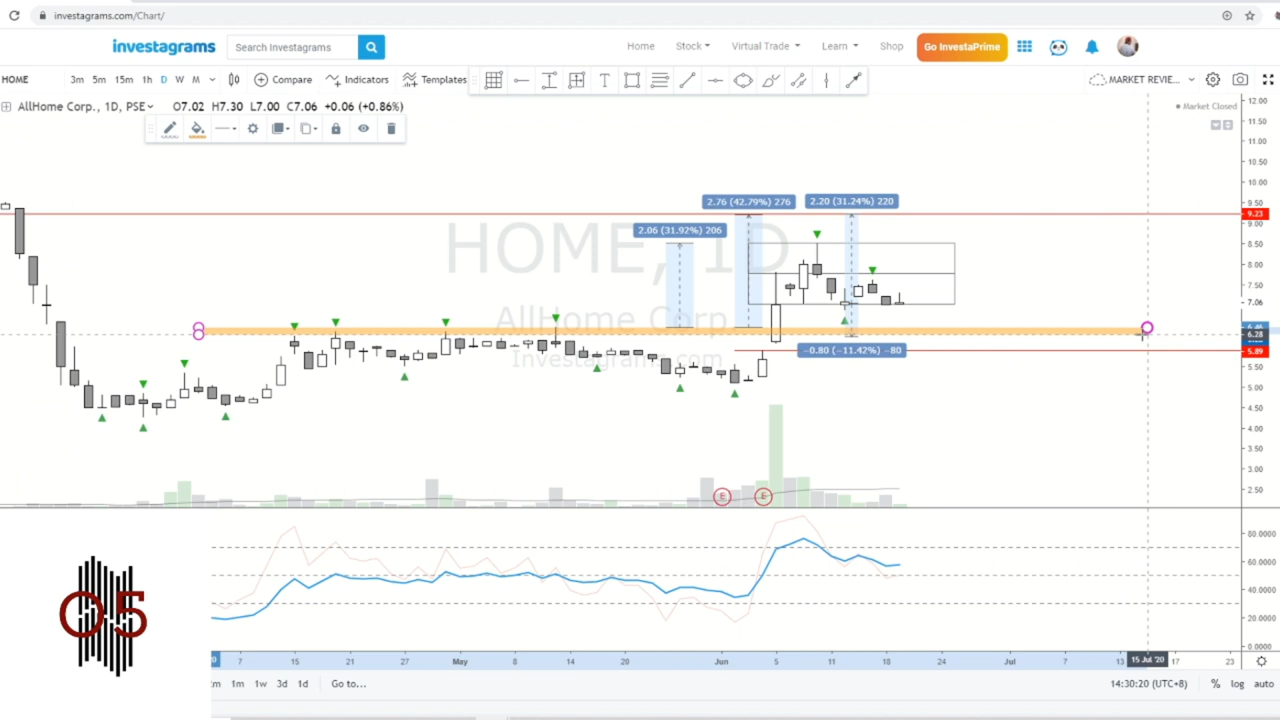 investagrams.com/Chart/
investagrams
Search Investagrams
Home Stock Virtual Trade Learn Shop Go InvestaPrime
HOME 3m 5m 15m 1h D W M Compare Indicators Templates MARKET REVIE...
AllHome Corp., 1D, PSE O7.02 H7.30 L7.00 C7.06 +0.06 (+0.86%)
Market Closed
12.00
11.50
11.00
10.50
10.00
9.50
9.23
9.00
8.50
8.00
7.50
7.06
6.28
5.89
5.50
5.00
4.50
4.00
3.50
3.00
2.50
2.76 (42.79%) 276 2.20 (31.24%) 220
2.06 (31.92%) 206
HOME, 1D
AllHome Corp
Investagrams.com
−0.80 (−11.42%) −80
E E
80.0000
60.0000
40.0000
20.0000
0.0000
05
7 15 21 27 May 8 14 20 Jun 5 11 18 24 Jul 7 13 15 Jul '20 17 23
1m 1w 3d 1d Go to... 14:30:20 (UTC+8) % log auto